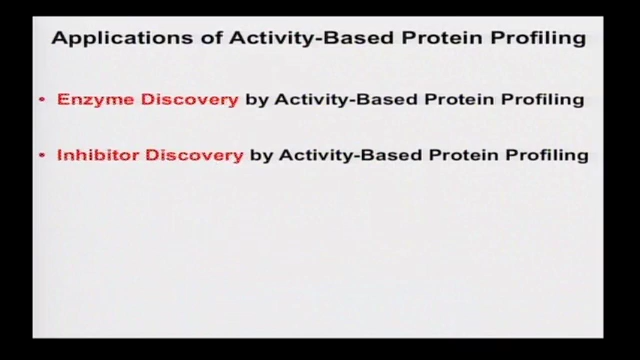 Applications of Activity-Based Protein Profiling
• Enzyme Discovery by Activity-Based Protein Profiling
• Inhibitor Discovery by Activity-Based Protein Profiling